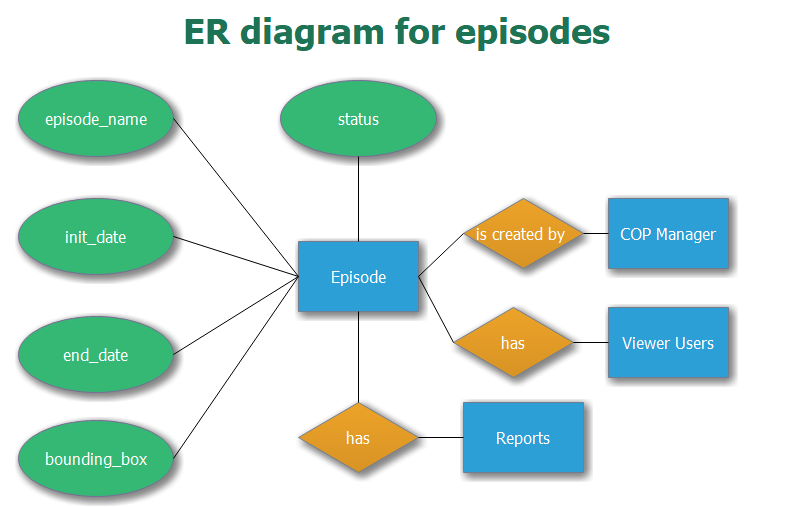 ER diagram for episodes
episode_name
status
init_date
is created by
COP Manager
Episode
end_date
has
Viewer Users
bounding_box
has
Reports